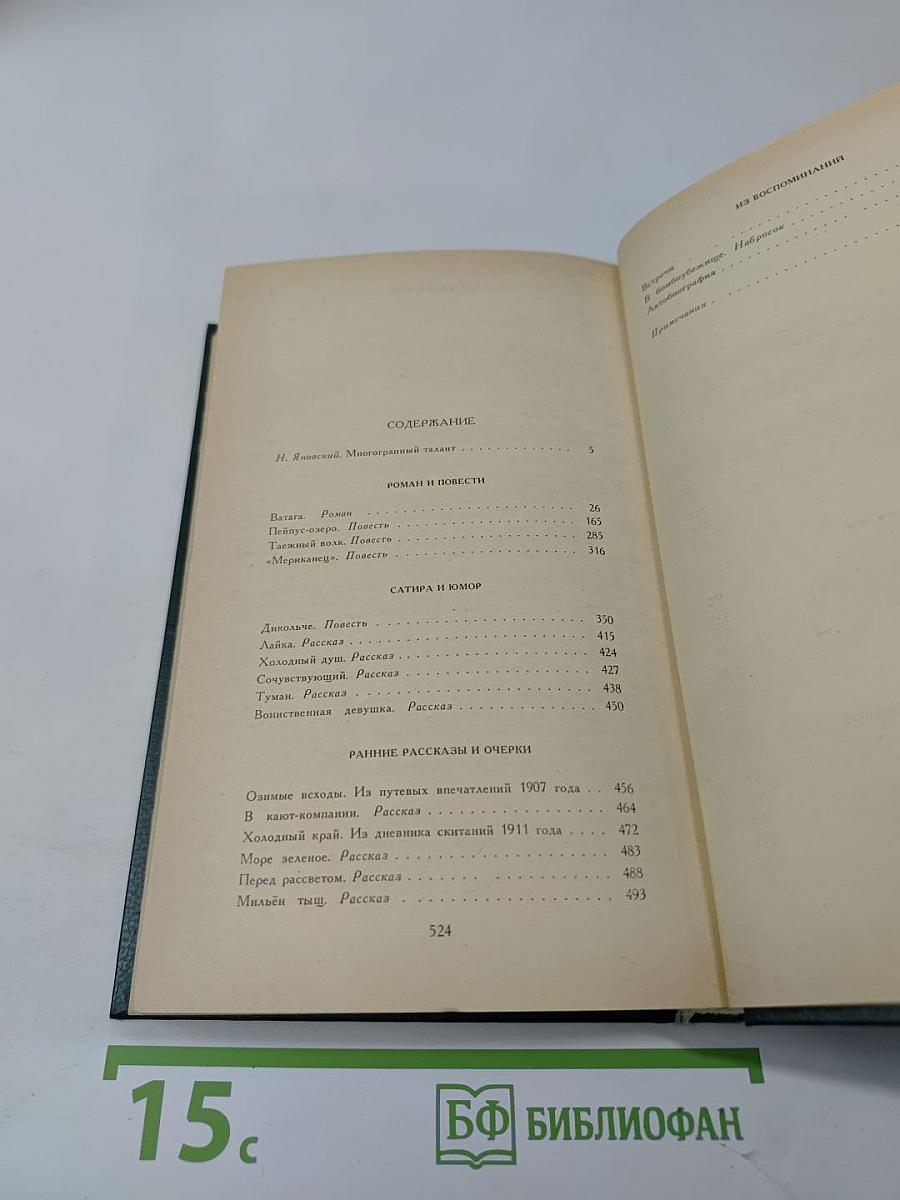 СОДЕРЖАНИЕ
Н. Яновский. Многогранный талант . . . . . . . . . . . . 5
РОМАН И ПОВЕСТИ
Ватага. Роман . . . . . . . . . . . . . . . . . . . . 26
Пейпус-озеро. Повесть . . . . . . . . . . . . . . . . 165
Таежный волк. Повесть . . . . . . . . . . . . . . . . 285
«Мериканец». Повесть . . . . . . . . . . . . . . . . 316
САТИРА И ЮМОР
Дикольче. Повесть . . . . . . . . . . . . . . . . . . 350
Лайка. Рассказ . . . . . . . . . . . . . . . . . . . . 415
Холодный душ. Рассказ . . . . . . . . . . . . . . . . 424
Сочувствующий. Рассказ . . . . . . . . . . . . . . . 427
Туман. Рассказ . . . . . . . . . . . . . . . . . . . . 438
Воинственная девушка. Рассказ . . . . . . . . . . . . 450
РАННИЕ РАССКАЗЫ И ОЧЕРКИ
Озимые всходы. Из путевых впечатлений 1907 года . . 456
В кают-компании. Рассказ . . . . . . . . . . . . . . . 464
Холодный край. Из дневника скитаний 1911 года . . . . 472
Море зеленое. Рассказ . . . . . . . . . . . . . . . . . 483
Перед рассветом. Рассказ . . . . . . . . . . . . . . . 488
Мильён тыщ. Рассказ . . . . . . . . . . . . . . . . . 493
524
ИЗ ВОСПОМИНАНИЙ
Встречи . . . . . . . . . . . .
В бомбоубежище. Набросок . . . . . . . .
Автобиография . . . . . . . . . . . .
Примечания . . . . . . . . . . . .
15 с
БФ БИБЛИОФАН